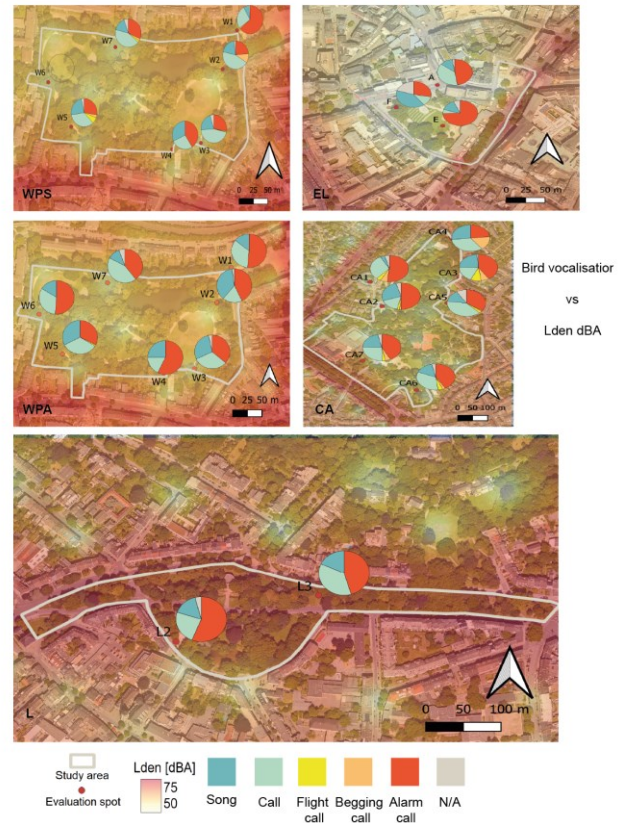 W1
W7
W2
W6
W5
W4
W3
0 25 50 m
WPS
A
F
E
0 25 50 m
EL
W1
W7
W2
W6
W5
W4
W3
0 25 50 m
WPA
CA4
CA1
CA3
CA2
CA5
CA7
CA6
0 50 100 m
CA
Bird vocalisatior
vs
Lden dBA
L3
L2
L
0 50 100 m
Study area
Evaluation spot
Lden [dBA]
75
50
Song
Call
Flight
call
Begging
call
Alarm
call
N/A